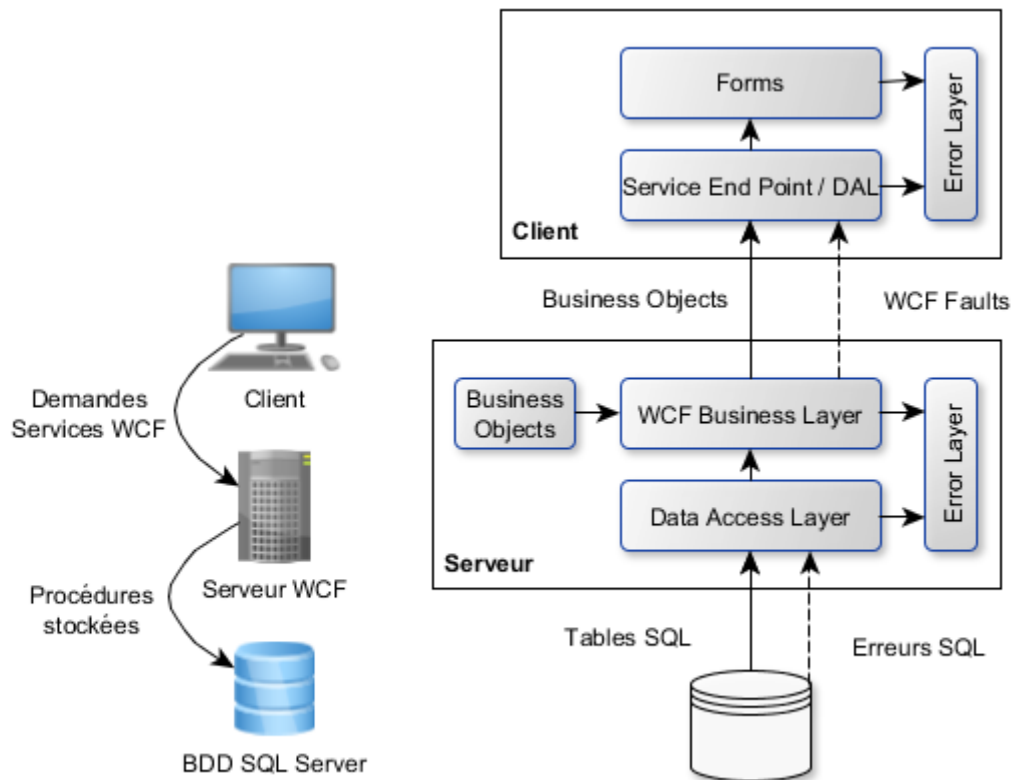 Forms
Error Layer
Service End Point / DAL
Client
Business Objects
WCF Faults
Demandes
Services WCF
Client
Business
Objects
WCF Business Layer
Error Layer
Data Access Layer
Serveur
Serveur WCF
Procédures
stockées
Tables SQL
Erreurs SQL
BDD SQL Server